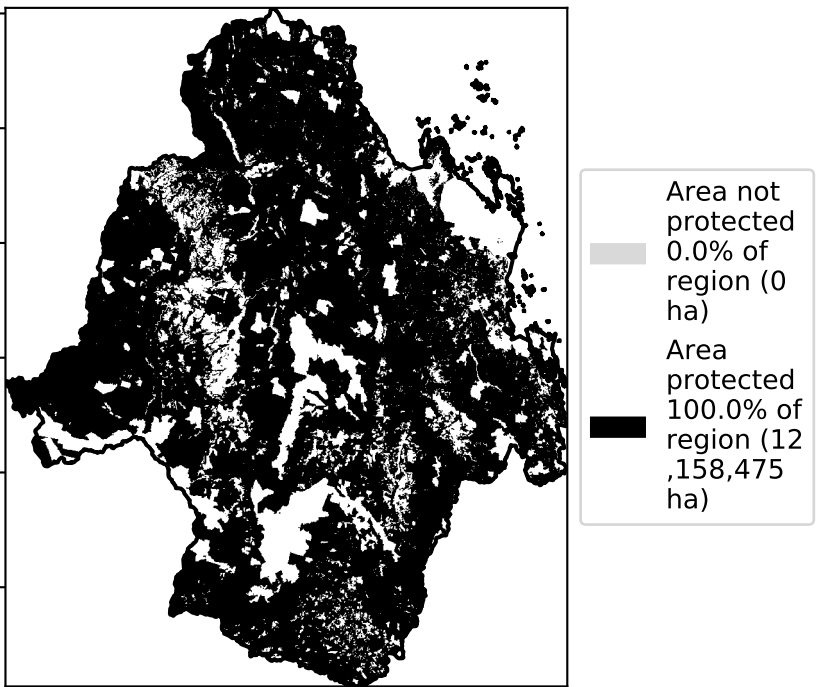 Area not
protected
0.0% of
region (0
ha)
Area
protected
100.0% of
region (12
,158,475
ha)